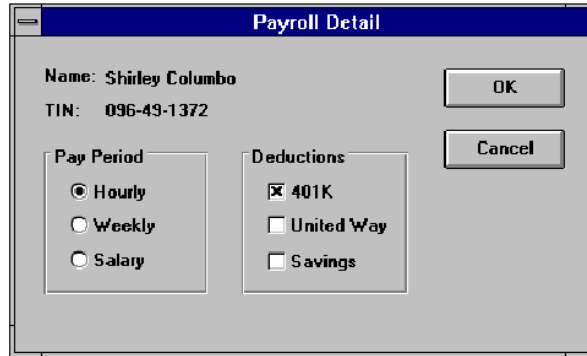 Payroll Detail
Name: Shirley Columbo
TIN: 096-49-1372
OK
Cancel
Pay Period
Hourly
Weekly
Salary
Deductions
401K
United Way
Savings